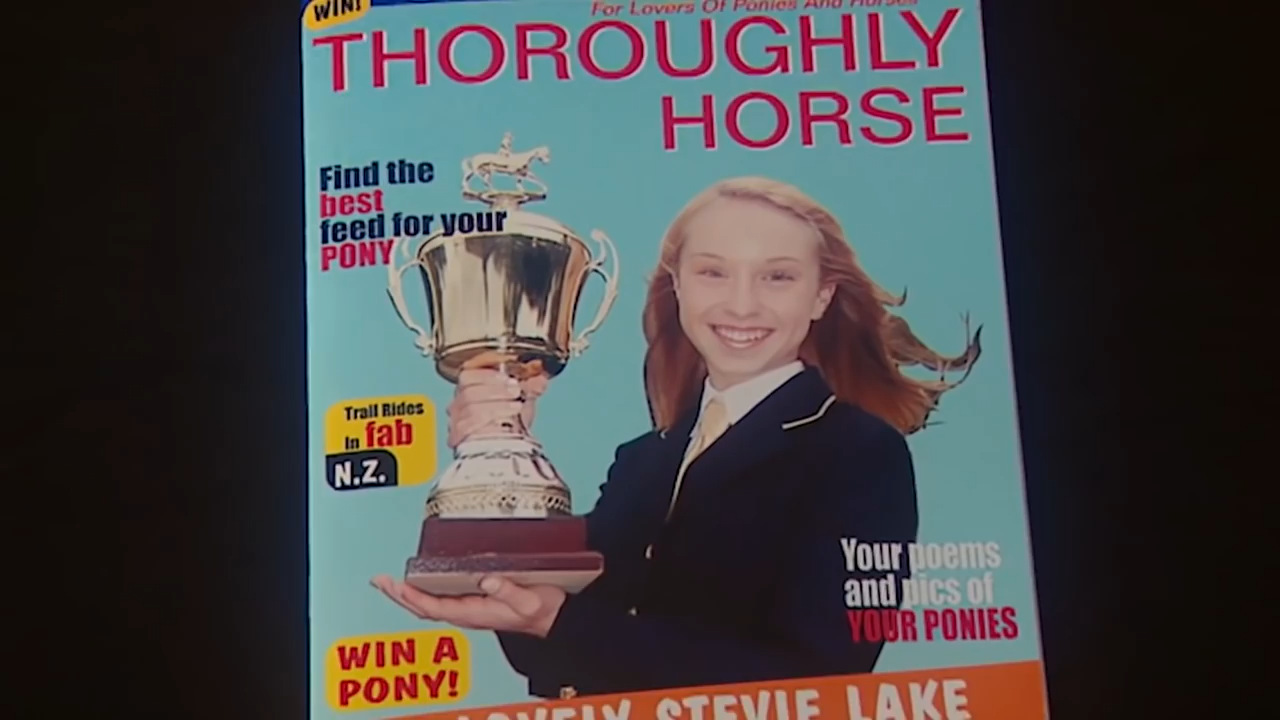 WIN!
For Lovers Of Ponies And Horses
THOROUGHLY
HORSE
Find the
best
feed for your
PONY
Trail Rides
In fab
N.Z.
Your poems
and pics of
YOUR PONIES
WIN A
PONY!
LOVELY STEVIE LAKE